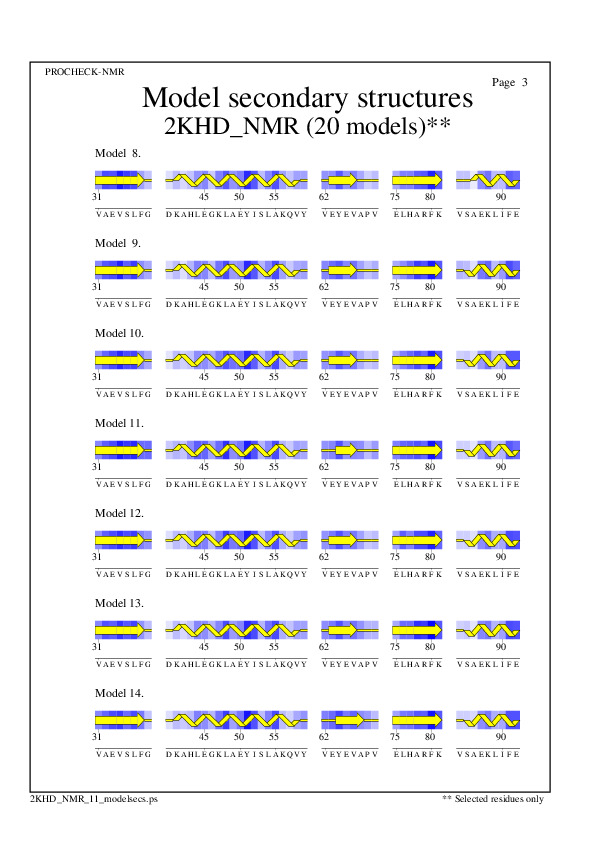 PROCHECK-NMR
Page 3
Model secondary structures
2KHD_NMR (20 models)**
Model 8.
31 45 50 55 62 75 80 90
VAEVSLFG DKAHLEGKLAEYISLAKQVY VEYEVAPV ELHARFK VSAEKLIFE
Model 9.
31 45 50 55 62 75 80 90
VAEVSLFG DKAHLEGKLAEYISLAKQVY VEYEVAPV ELHARFK VSAEKLIFE
Model 10.
31 45 50 55 62 75 80 90
VAEVSLFG DKAHLEGKLAEYISLAKQVY VEYEVAPV ELHARFK VSAEKLIFE
Model 11.
31 45 50 55 62 75 80 90
VAEVSLFG DKAHLEGKLAEYISLAKQVY VEYEVAPV ELHARFK VSAEKLIFE
Model 12.
31 45 50 55 62 75 80 90
VAEVSLFG DKAHLEGKLAEYISLAKQVY VEYEVAPV ELHARFK VSAEKLIFE
Model 13.
31 45 50 55 62 75 80 90
VAEVSLFG DKAHLEGKLAEYISLAKQVY VEYEVAPV ELHARFK VSAEKLIFE
Model 14.
31 45 50 55 62 75 80 90
VAEVSLFG DKAHLEGKLAEYISLAKQVY VEYEVAPV ELHARFK VSAEKLIFE
2KHD_NMR_11_modelsecs.ps
** Selected residues only